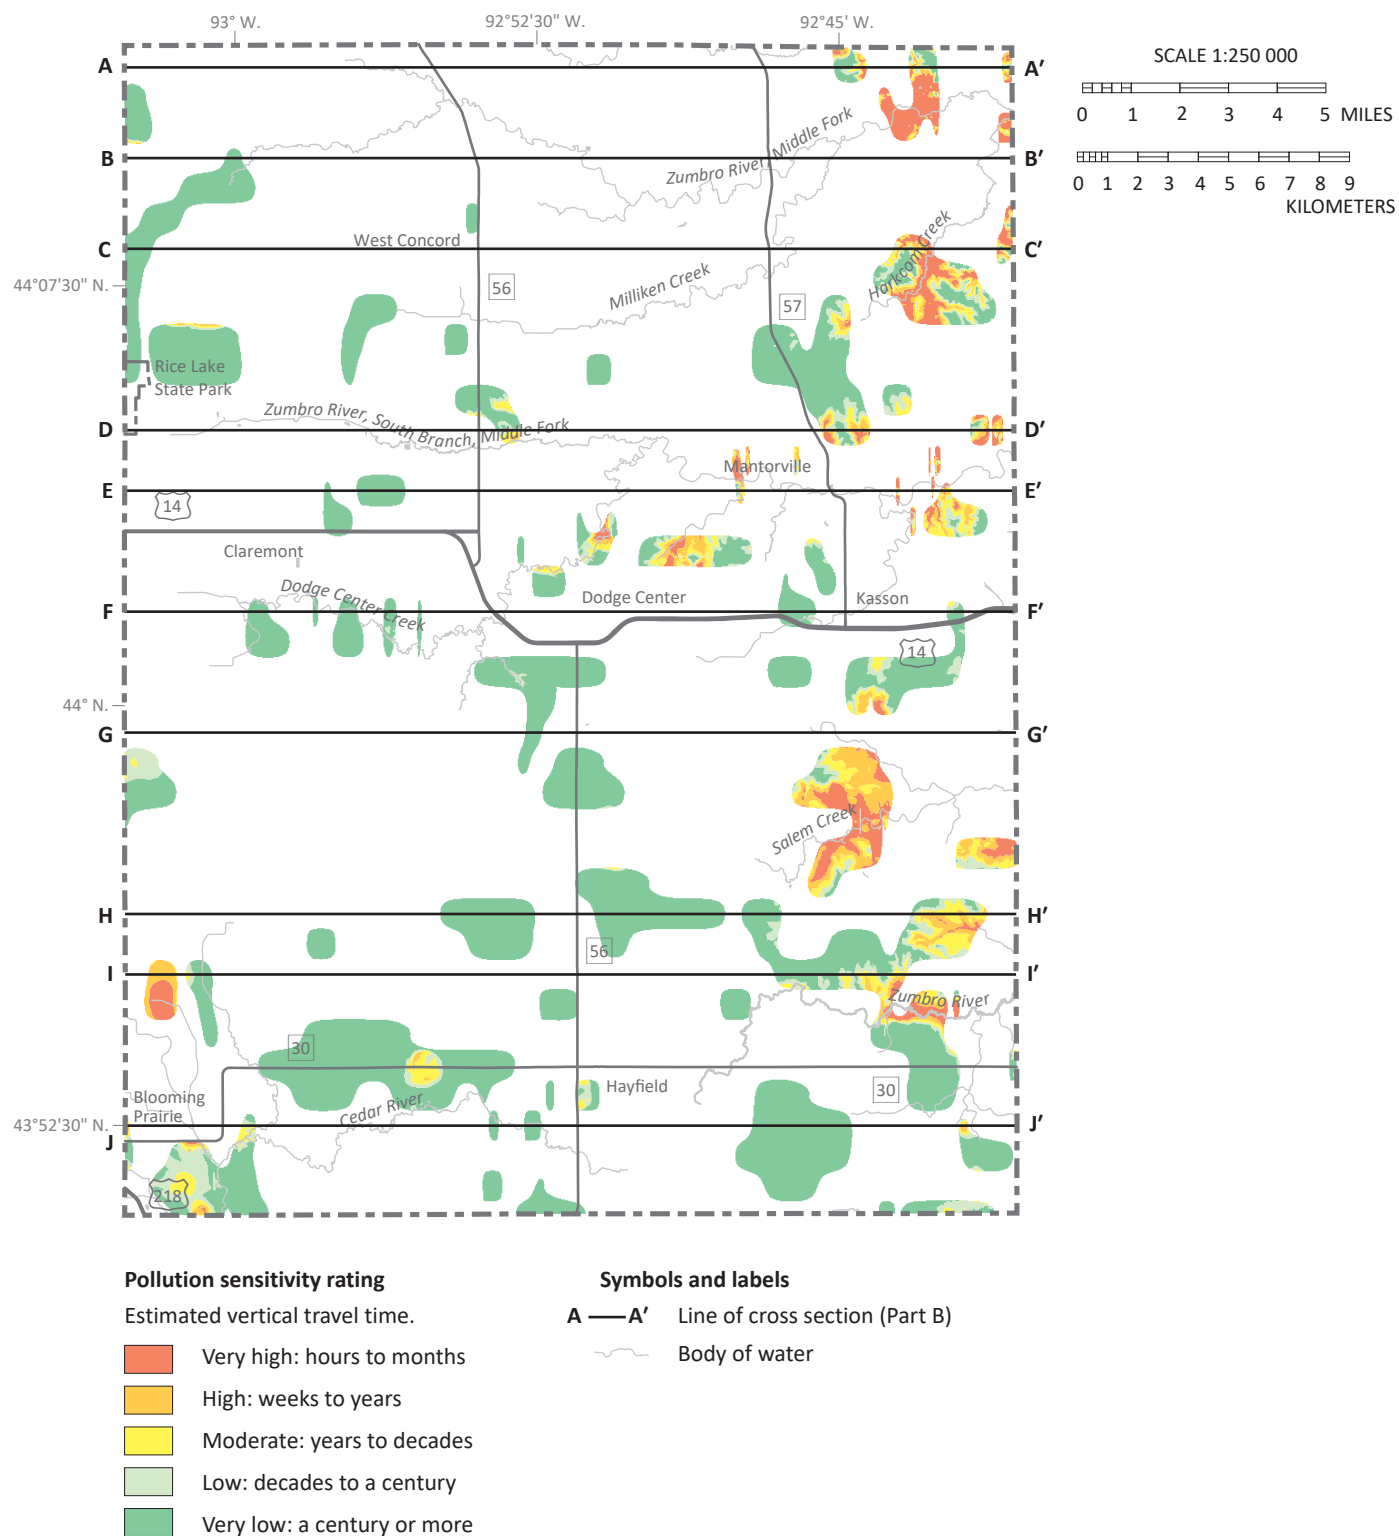 93° W.
92°52'30" W.
92°45' W.
SCALE 1:250 000
0 1 2 3 4 5 MILES
0 1 2 3 4 5 6 7 8 9
KILOMETERS
A
A′
Zumbro River, Middle Fork
B
B′
West Concord
Harkcom Creek
C
C′
44°07'30" N.
56
Milliken Creek
57
Rice Lake
State Park
Zumbro River, South Branch, Middle Fork
D
D′
Mantorville
E
E′
14
Claremont
Dodge Center Creek
Dodge Center
Kasson
F
F′
14
44° N.
G
G′
Salem Creek
H
H′
56
I
I′
Zumbro River
30
Hayfield
30
Blooming
Prairie
Cedar River
43°52'30" N.
J
J′
218
Pollution sensitivity rating
Estimated vertical travel time.
Very high: hours to months
High: weeks to years
Moderate: years to decades
Low: decades to a century
Very low: a century or more
Symbols and labels
A A′ Line of cross section (Part B)
Body of water